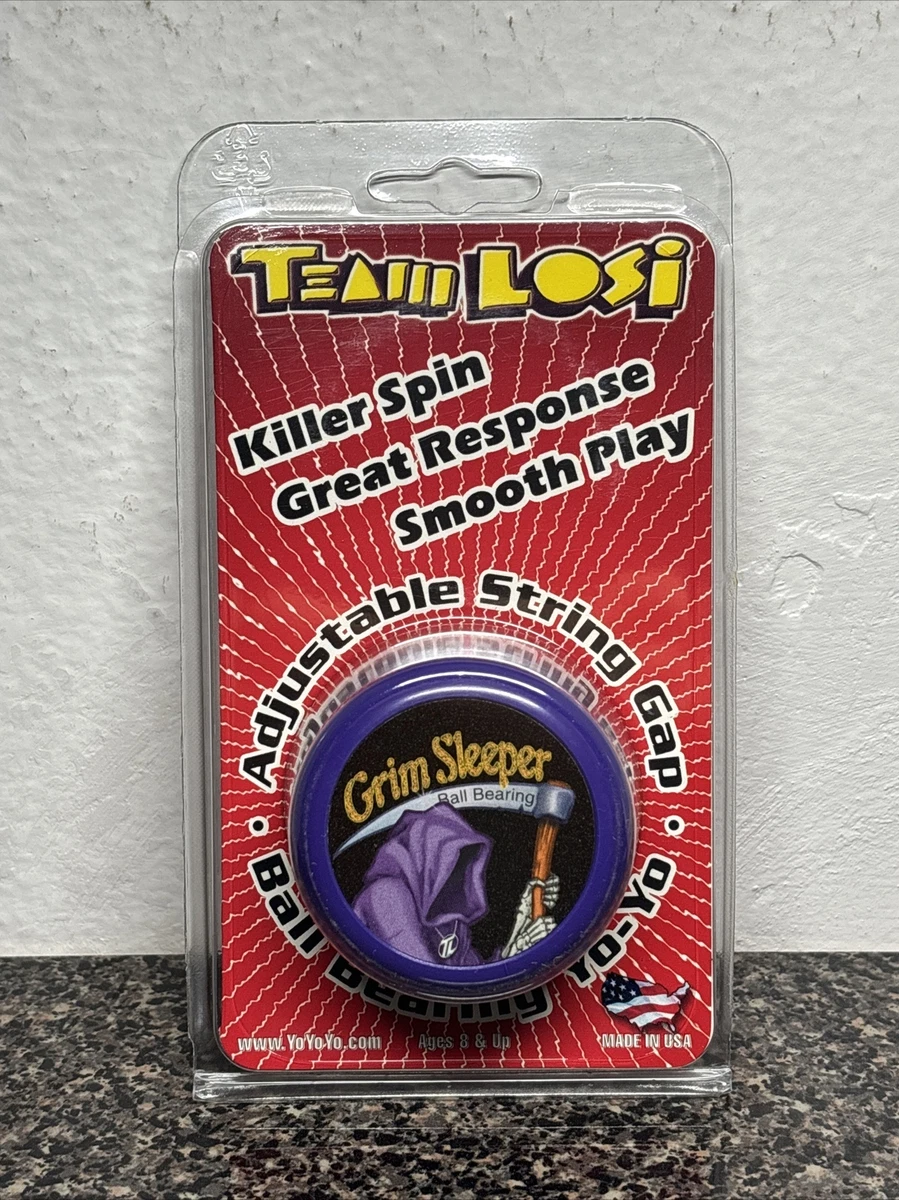 TEAM LOSI
Killer Spin
Great Response
Smooth Play
Adjustable String Gap
Grim Sleeper
Ball Bearing
TL
• Ball Bearing Yo-Yo •
www.YoYoYo.com
Ages 8 & Up
MADE IN USA